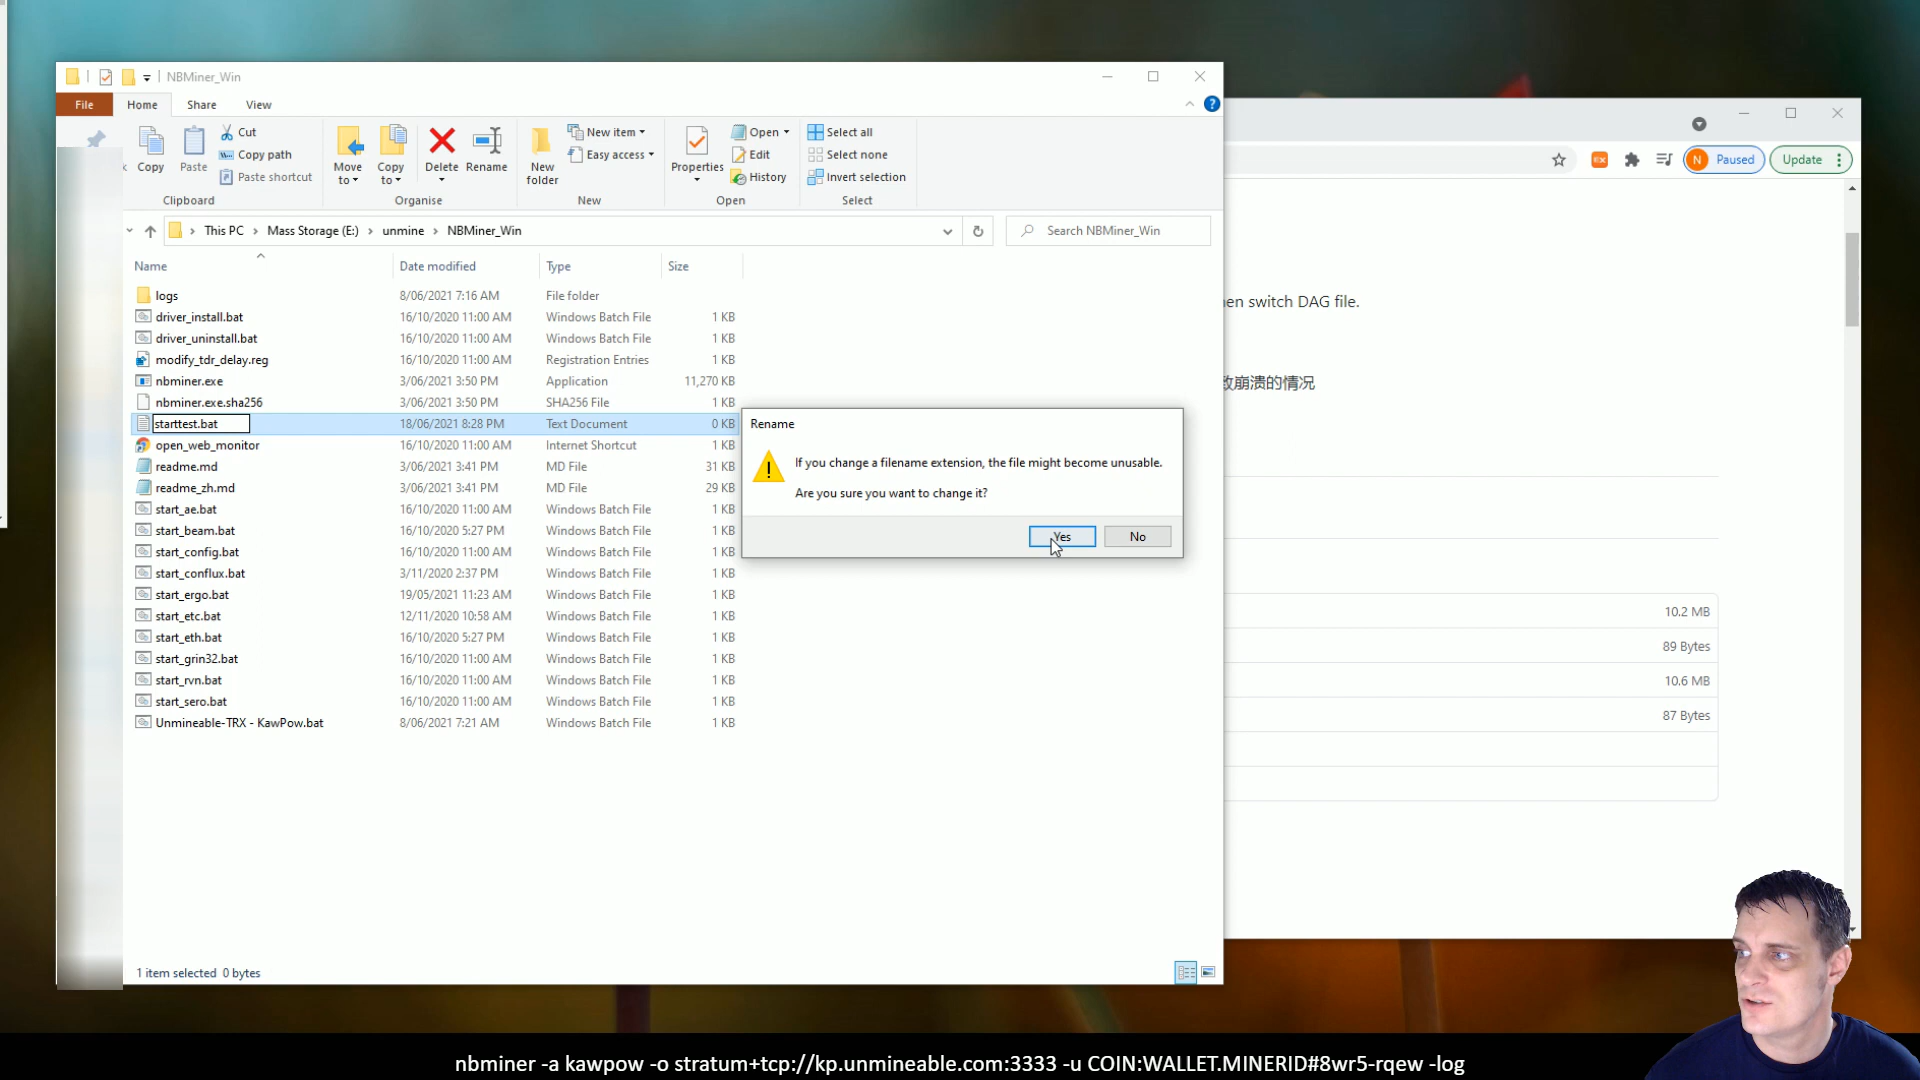 NBMiner_Win
File Home Share View
Copy
Paste
Cut
Copy path
Paste shortcut
Clipboard
Move to
Copy to
Delete
Rename
Organise
New folder
New item
Easy access
New
Properties
Open
Edit
History
Open
Select all
Select none
Invert selection
Select
This PC > Mass Storage (E:) > unmine > NBMiner_Win
Search NBMiner_Win
Name Date modified Type Size
logs 8/06/2021 7:16 AM File folder
driver_install.bat 16/10/2020 11:00 AM Windows Batch File 1 KB
driver_uninstall.bat 16/10/2020 11:00 AM Windows Batch File 1 KB
modify_tdr_delay.reg 16/10/2020 11:00 AM Registration Entries 1 KB
nbminer.exe 3/06/2021 3:50 PM Application 11,270 KB
nbminer.exe.sha256 3/06/2021 3:50 PM SHA256 File 1 KB
starttest.bat 18/06/2021 8:28 PM Text Document 0 KB
open_web_monitor 16/10/2020 11:00 AM Internet Shortcut 1 KB
readme.md 3/06/2021 3:41 PM MD File 31 KB
readme_zh.md 3/06/2021 3:41 PM MD File 29 KB
start_ae.bat 16/10/2020 11:00 AM Windows Batch File 1 KB
start_beam.bat 16/10/2020 5:27 PM Windows Batch File 1 KB
start_config.bat 16/10/2020 11:00 AM Windows Batch File 1 KB
start_conflux.bat 3/11/2020 2:37 PM Windows Batch File 1 KB
start_ergo.bat 19/05/2021 11:23 AM Windows Batch File 1 KB
start_etc.bat 12/11/2020 10:58 AM Windows Batch File 1 KB
start_eth.bat 16/10/2020 5:27 PM Windows Batch File 1 KB
start_grin32.bat 16/10/2020 11:00 AM Windows Batch File 1 KB
start_rvn.bat 16/10/2020 11:00 AM Windows Batch File 1 KB
start_sero.bat 16/10/2020 11:00 AM Windows Batch File 1 KB
Unmineable-TRX - KawPow.bat 8/06/2021 7:21 AM Windows Batch File 1 KB
1 item selected 0 bytes
Rename
If you change a filename extension, the file might become unusable.
Are you sure you want to change it?
Yes No
N Paused Update
switch DAG file.
崩溃的情况
10.2 MB
89 Bytes
10.6 MB
87 Bytes
nbminer -a kawpow -o stratum+tcp://kp.unmineable.com:3333 -u COIN:WALLET.MINERID#8wr5-rqew -log